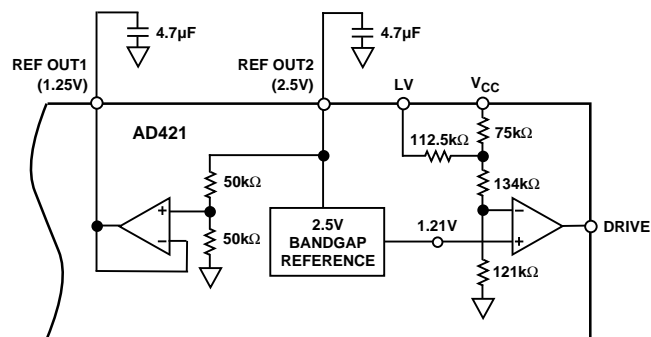 4.7µF
4.7µF
REF OUT1
(1.25V)
REF OUT2
(2.5V)
LV
VCC
AD421
112.5kΩ
75kΩ
50kΩ
134kΩ
50kΩ
2.5V
BANDGAP
REFERENCE
1.21V
DRIVE
121kΩ
+
−
−
+